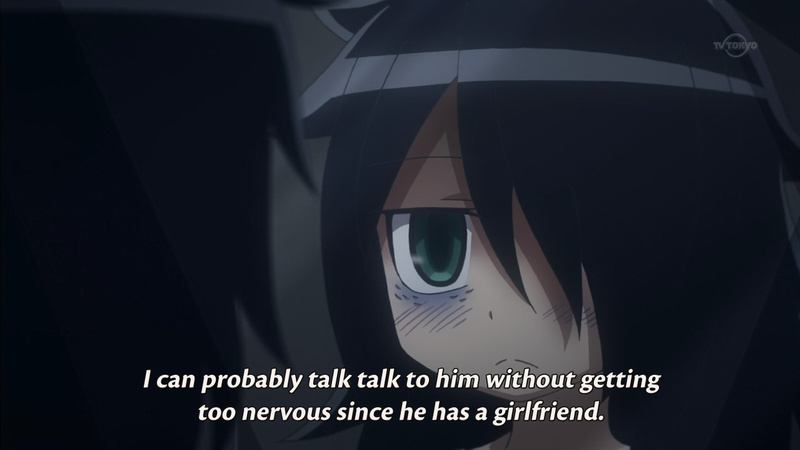 TV TOKYO
I can probably talk talk to him without getting
too nervous since he has a girlfriend.